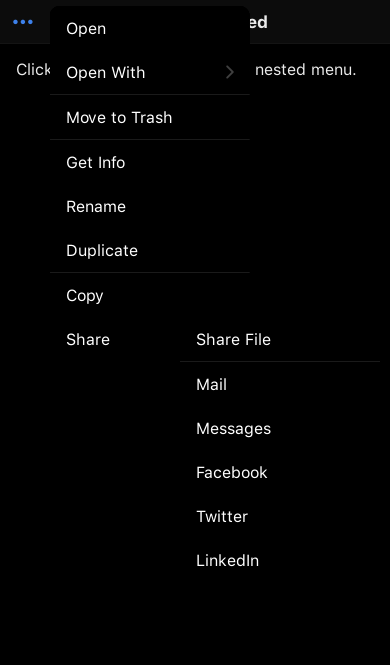 ed
Click
nested menu.
Open
Open With
Move to Trash
Get Info
Rename
Duplicate
Copy
Share
Share File
Mail
Messages
Facebook
Twitter
LinkedIn